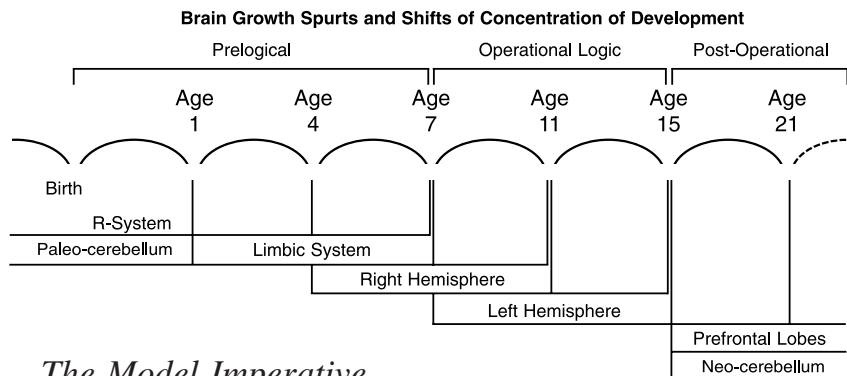 Brain Growth Spurts and Shifts of Concentration of Development
Prelogical Operational Logic Post-Operational
Age Age Age Age Age Age
1 4 7 11 15 21
Birth
R-System
Paleo-cerebellum Limbic System
Right Hemisphere
Left Hemisphere
Prefrontal Lobes
Neo-cerebellum
The Model Imperative